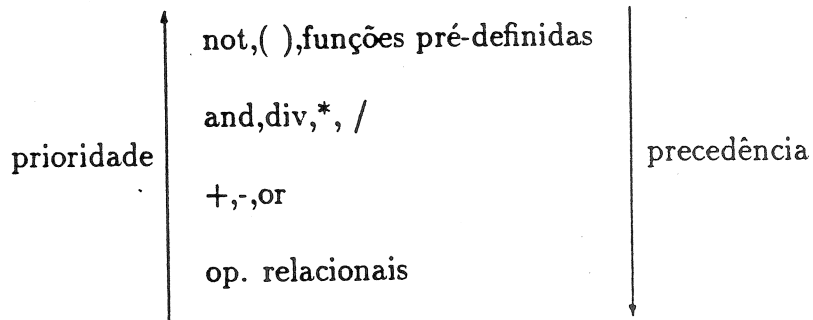 not,( ),funções pré-definidas
and,div,*, /
prioridade
precedência
+,-,or
op. relacionais